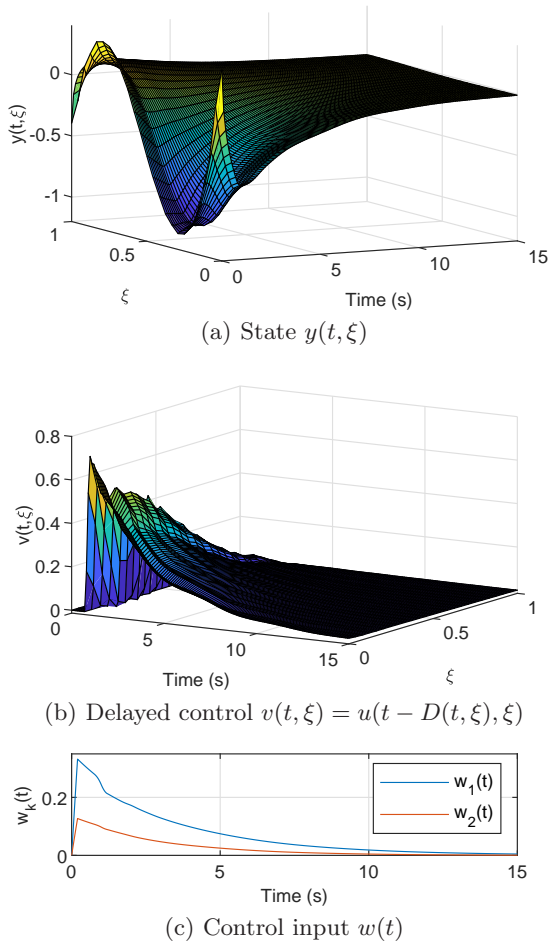 0
-0.5
-1
y(t,ξ)
1
0.5
0
ξ
0
5
10
15
Time (s)
(a) State y(t, ξ)
0.8
0.6
0.4
0.2
0
v(t,ξ)
0
5
10
15
Time (s)
0
0.5
1
ξ
(b) Delayed control v(t, ξ) = u(t − D(t, ξ), ξ)
w_k(t)
0.2
0
w_1(t)
w_2(t)
0
5
10
15
Time (s)
(c) Control input w(t)